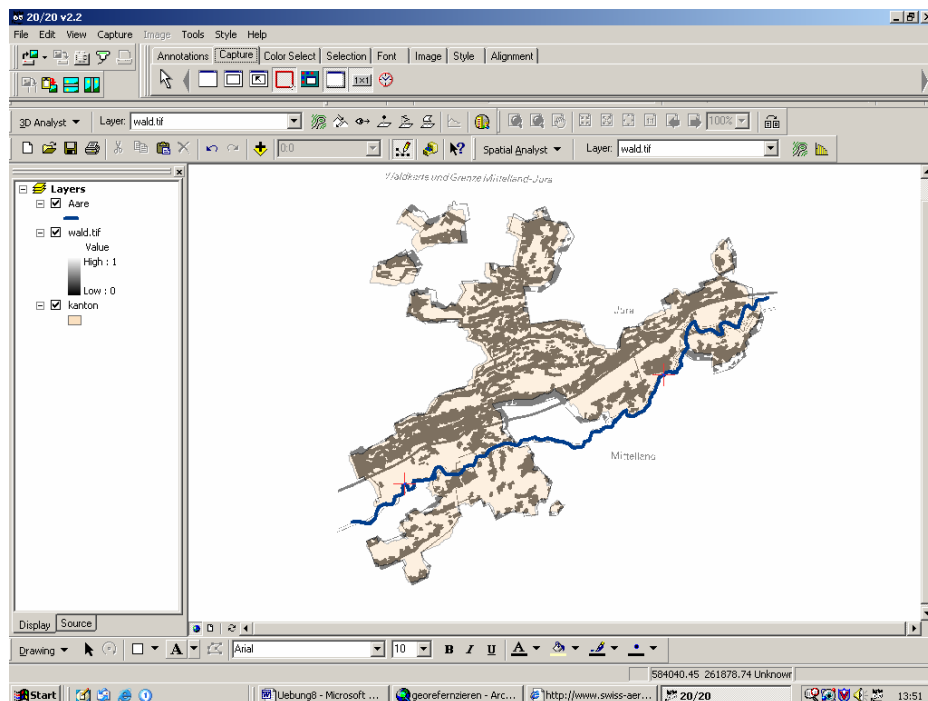 20/20 v2.2
File Edit View Capture Image Tools Style Help
Annotations Capture Color Select Selection Font Image Style Alignment
1×1
3D Analyst Layer: wald.tif 100%
0:0 Spatial Analyst Layer: wald.tif
Waldkarte und Grenze Mittelland-Jura
Layers
Aare
wald.tif
Value
High : 1
Low : 0
kanton
Jura
Mittelland
Display Source
Drawing A Arial 10 B I U A
584040.45 261878.74 Unknowr
Start Uebung8 - Microsoft ... georefernzieren - Arc... http://www.swiss-aer... 20/20 13:51